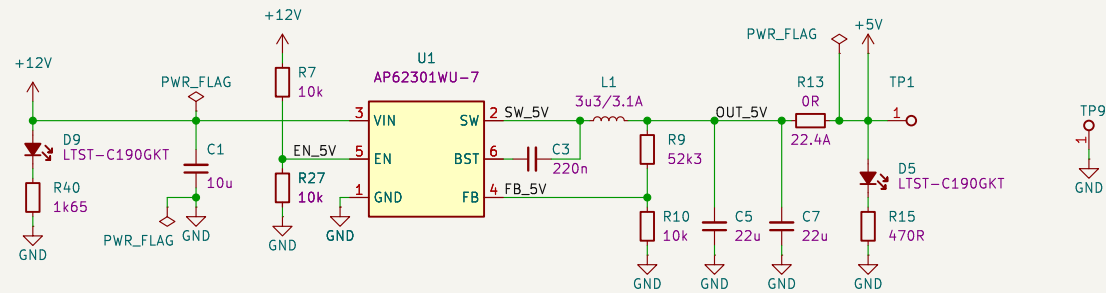 +12V
D9
LTST-C190GKT
R40
1k65
GND
PWR_FLAG
C1
10u
PWR_FLAG
GND
+12V
R7
10k
EN_5V
R27
10k
GND
GND
U1
AP62301WU-7
3 VIN
5 EN
1 GND
SW 2
BST 6
FB 4
SW_5V
C3
220n
FB_5V
L1
3u3/3.1A
R9
52k3
R10
10k
GND
OUT_5V
C5
22u
GND
C7
22u
GND
R13
0R
22.4A
PWR_FLAG
+5V
TP1
1
D5
LTST-C190GKT
R15
470R
GND
TP9
1
GND